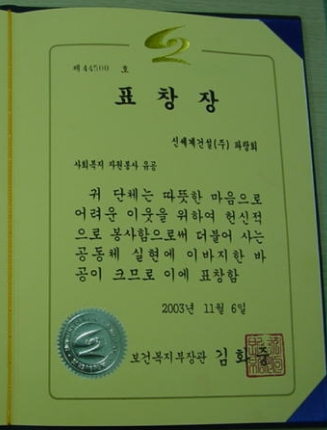 제 44500 호
표 창 장
신세계건설(주) 파랑회
사회복지 자원봉사 유공
귀 단체는 따뜻한 마음으로
어려운 이웃을 위하여 헌신적
으로 봉사함으로써 더불어 사는
공동체 실현에 이바지한 바
공이 크므로 이에 표창함
2003년 11월 6일
보건복지부장관 김화중